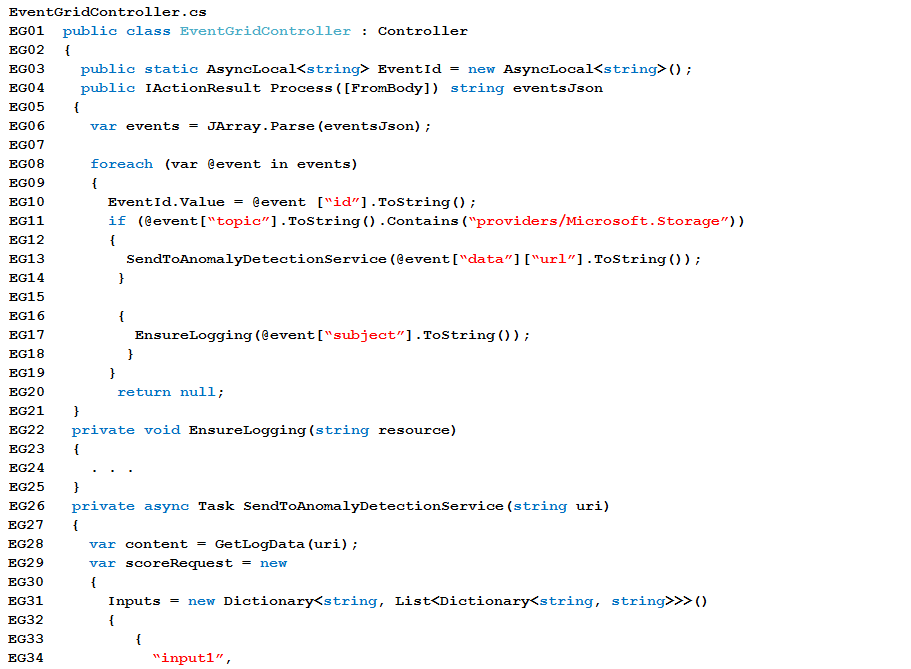 EventGridController.cs
EG01 public class EventGridController : Controller
EG02 {
EG03 public static AsyncLocal<string> EventId = new AsyncLocal<string>();
EG04 public IActionResult Process([FromBody]) string eventsJson
EG05 {
EG06 var events = JArray.Parse(eventsJson);
EG07
EG08 foreach (var @event in events)
EG09 {
EG10 EventId.Value = @event [“id”].ToString();
EG11 if (@event[“topic”].ToString().Contains(“providers/Microsoft.Storage”))
EG12 {
EG13 SendToAnomalyDetectionService(@event[“data”][“url”].ToString());
EG14 }
EG15
EG16 {
EG17 EnsureLogging(@event[“subject”].ToString());
EG18 }
EG19 }
EG20 return null;
EG21 }
EG22 private void EnsureLogging(string resource)
EG23 {
EG24 . . .
EG25 }
EG26 private async Task SendToAnomalyDetectionService(string uri)
EG27 {
EG28 var content = GetLogData(uri);
EG29 var scoreRequest = new
EG30 {
EG31 Inputs = new Dictionary<string, List<Dictionary<string, string>>>()
EG32 {
EG33 {
EG34 “input1”,